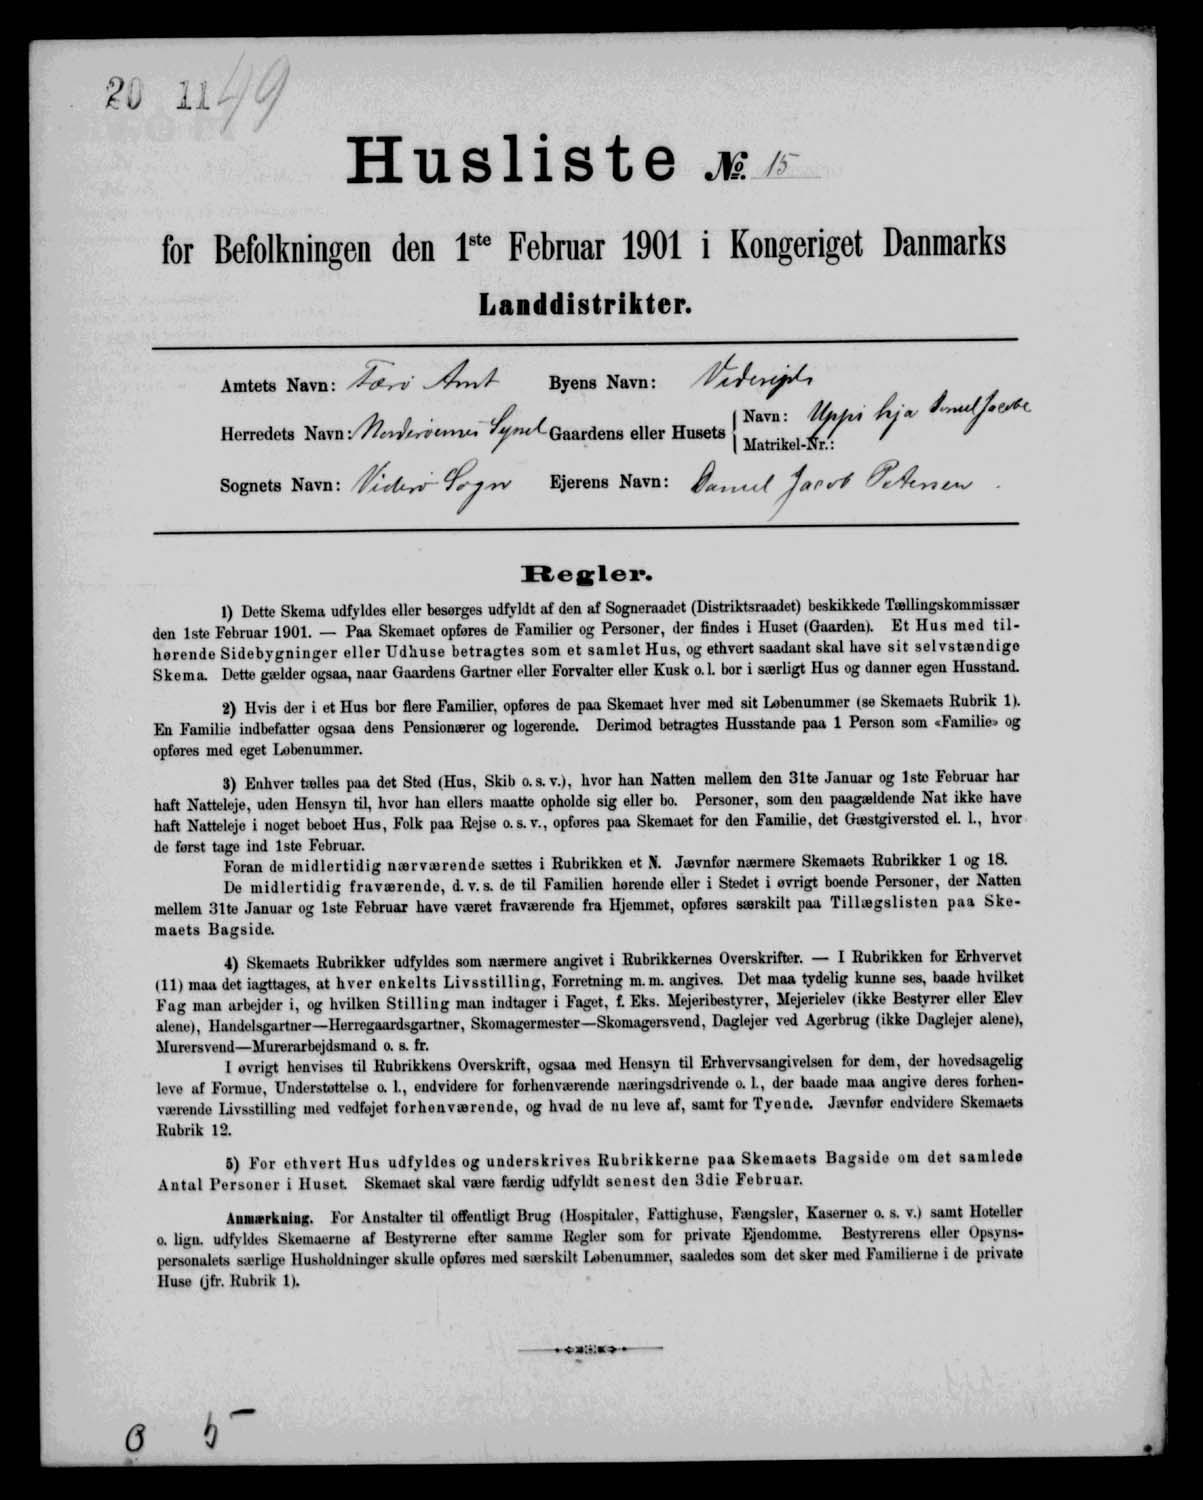 20 11 49
Husliste No. 15
for Befolkningen den 1ste Februar 1901 i Kongeriget Danmarks
Landdistrikter.
Amtets Navn: Færø Amt Byens Navn:
Herredets Navn: Norderøernes Syssel Gaardens eller Husets Navn: Uppi hja Daniel Jacobe
Matrikel-Nr.:
Sognets Navn: Viderø Sogn Ejerens Navn: Daniel Jacob Petersen
Regler.
1) Dette Skema udfyldes eller besørges udfyldt af den af Sogneraadet (Distriktsraadet) beskikkede Tællingskommissær
den 1ste Februar 1901. — Paa Skemaet opføres de Familier og Personer, der findes i Huset (Gaarden). Et Hus med til-
hørende Sidebygninger eller Udhuse betragtes som et samlet Hus, og ethvert saadant skal have sit selvstændige
Skema. Dette gælder ogsaa, naar Gaardens Gartner eller Forvalter eller Kusk o. l. bor i særligt Hus og danner egen Husstand.
2) Hvis der i et Hus bor flere Familier, opføres de paa Skemaet hver med sit Løbenummer (se Skemaets Rubrik 1).
En Familie indbefatter ogsaa dens Pensionærer og logerende. Derimod betragtes Husstande paa 1 Person som «Familie» og
opføres med eget Løbenummer.
3) Enhver tælles paa det Sted (Hus, Skib o. s. v.), hvor han Natten mellem den 31te Januar og 1ste Februar har
haft Natteleje, uden Hensyn til, hvor han ellers maatte opholde sig eller bo. Personer, som den paagældende Nat ikke have
haft Natteleje i noget beboet Hus, Folk paa Rejse o. s. v., opføres paa Skemaet for den Familie, det Gæstgiversted el. l., hvor
de først tage ind 1ste Februar.
Foran de midlertidig nærværende sættes i Rubrikken et N. Jævnfør nærmere Skemaets Rubrikker 1 og 18.
De midlertidig fraværende, d. v. s. de til Familien hørende eller i Stedet i øvrigt boende Personer, der Natten
mellem 31te Januar og 1ste Februar have været fraværende fra Hjemmet, opføres særskilt paa Tillægslisten paa Ske-
maets Bagside.
4) Skemaets Rubrikker udfyldes som nærmere angivet i Rubrikkernes Overskrifter. — I Rubrikken for Erhvervet
(11) maa det iagttages, at hver enkelts Livsstilling, Forretning m. m. angives. Det maa tydelig kunne ses, baade hvilket
Fag man arbejder i, og hvilken Stilling man indtager i Faget, f. Eks. Mejeribestyrer, Mejerielev (ikke Bestyrer eller Elev
alene), Handelsgartner—Herregaardsgartner, Skomagermester—Skomagersvend, Daglejer ved Agerbrug (ikke Daglejer alene),
Murersvend—Murerarbejdsmand o. s. fr.
I øvrigt henvises til Rubrikkens Overskrift, ogsaa med Hensyn til Erhvervsangivelsen for dem, der hovedsagelig
leve af Formue, Understøttelse o. l., endvidere for forhenværende næringsdrivende o. l., der baade maa angive deres forhen-
værende Livsstilling med vedføjet forhenværende, og hvad de nu leve af, samt for Tyende. Jævnfør endvidere Skemaets
Rubrik 12.
5) For ethvert Hus udfyldes og underskrives Rubrikkerne paa Skemaets Bagside om det samlede
Antal Personer i Huset. Skemaet skal være færdig udfyldt senest den 3die Februar.
Anmærkning. For Anstalter til offentligt Brug (Hospitaler, Fattighuse, Fængsler, Kaserner o. s. v.) samt Hoteller
o. lign. udfyldes Skemaerne af Bestyrerne efter samme Regler som for private Ejendomme. Bestyrerens eller Opsyns-
personalets særlige Husholdninger skulle opføres med særskilt Løbenummer, saaledes som det sker med Familierne i de private
Huse (jfr. Rubrik 1).